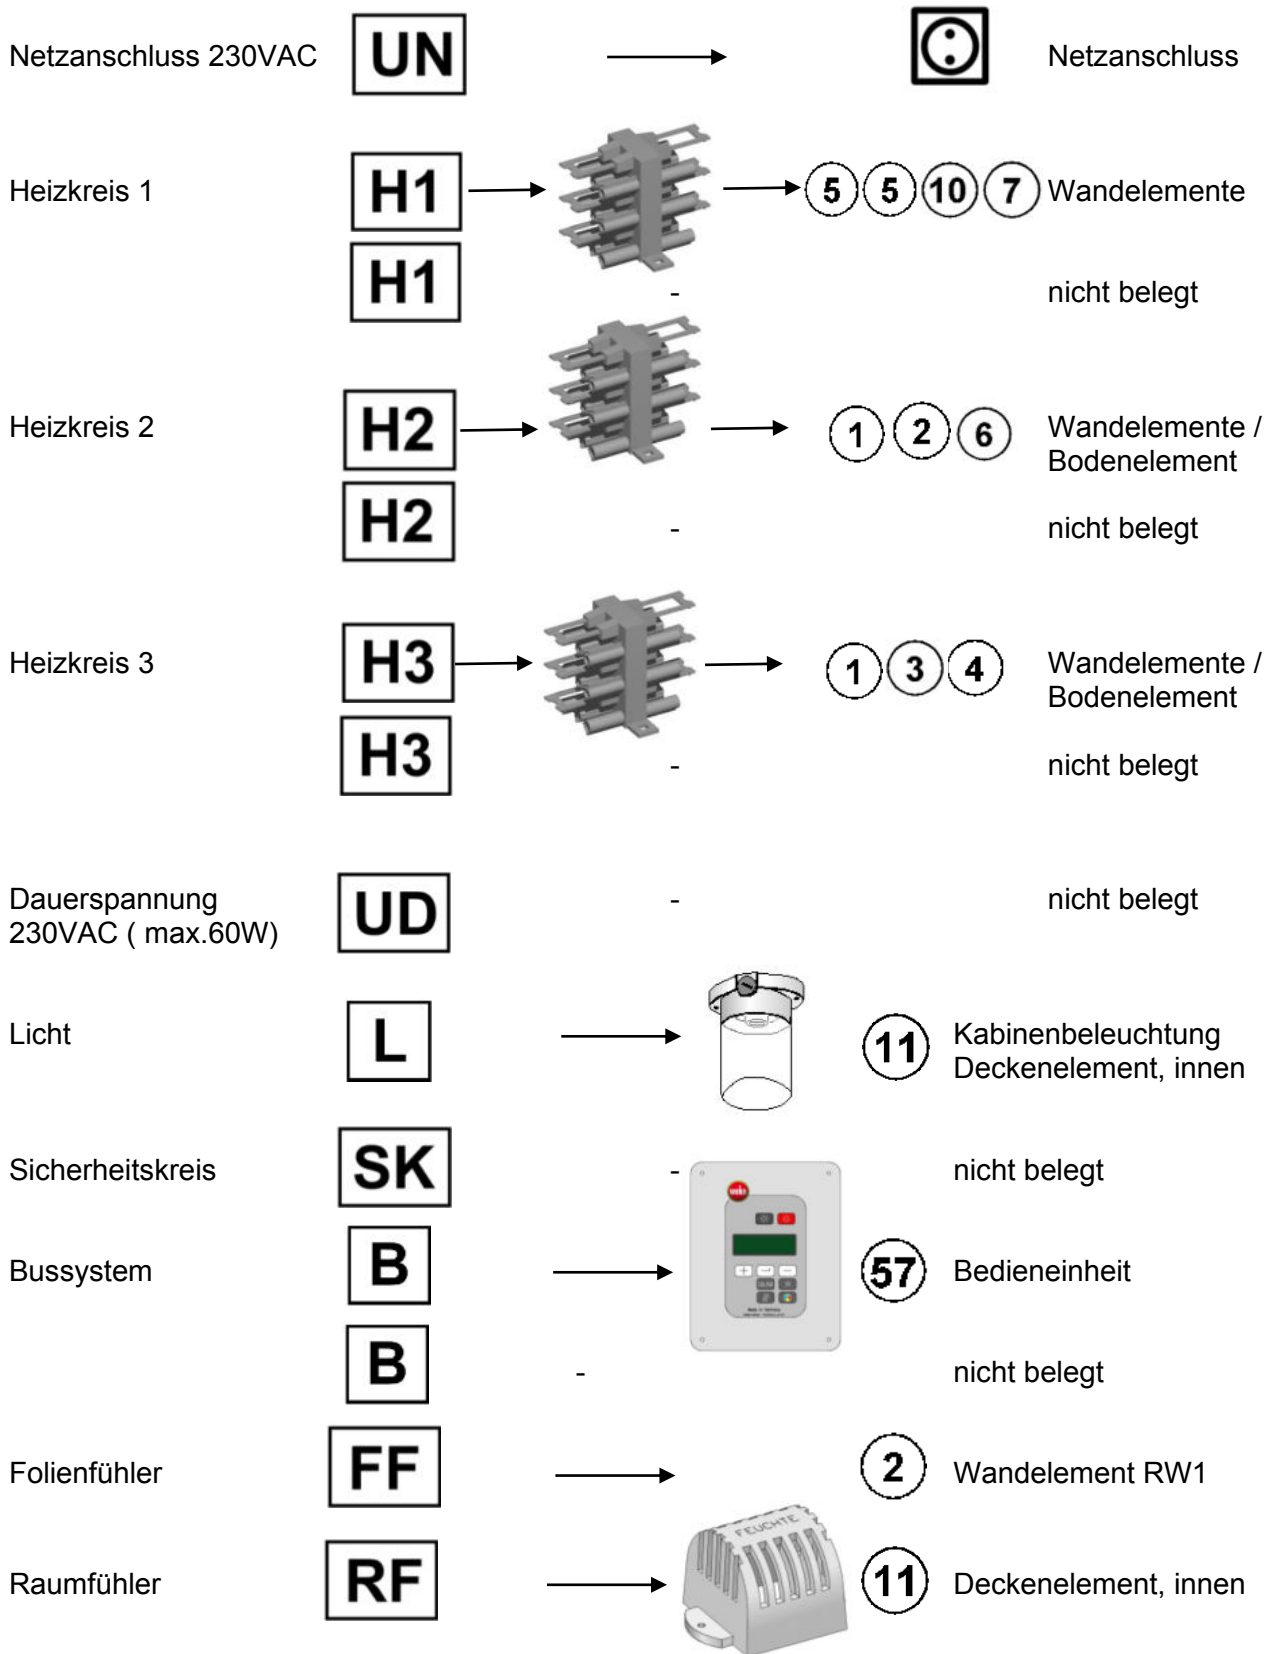 Netzanschluss 230VAC UN Netzanschluss
Heizkreis 1 H1 5 5 10 7 Wandelemente
H1 - nicht belegt
Heizkreis 2 H2 1 2 6 Wandelemente /
Bodenelement
H2 - nicht belegt
Heizkreis 3 H3 1 3 4 Wandelemente /
Bodenelement
H3 - nicht belegt
Dauerspannung UD - nicht belegt
230VAC ( max.60W)
Licht L 11 Kabinenbeleuchtung
Deckenelement, innen
Sicherheitskreis SK - nicht belegt
Bussystem B 57 Bedieneinheit
B - nicht belegt
Folienfühler FF 2 Wandelement RW1
FEUCHTE
Raumfühler RF 11 Deckenelement, innen